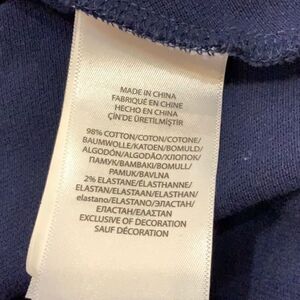 MADE IN CHINA
FABRIQUÉ EN CHINE
HECHO EN CHINA
ÇİN'DE ÜRETİLMİŞTİR
98% COTTON/COTON/COTONE/
BAUMWOLLE/KATOEN/BOMULD/
ALGODÓN/ALGODÃO/ХЛОПОК/
ПАМУК/BAMBAKI/BOMULL/
PAMUK/BAVLNA
2% ELASTANE/ÉLASTHANNE/
ELASTAN/ELASTAAN/ELASTHAN/
elastano/ELASTANO/ЭЛАСТАН/
ЕЛАСТАН/ΕΛΑΣΤΑΝ
EXCLUSIVE OF DECORATION
SAUF DÉCORATION